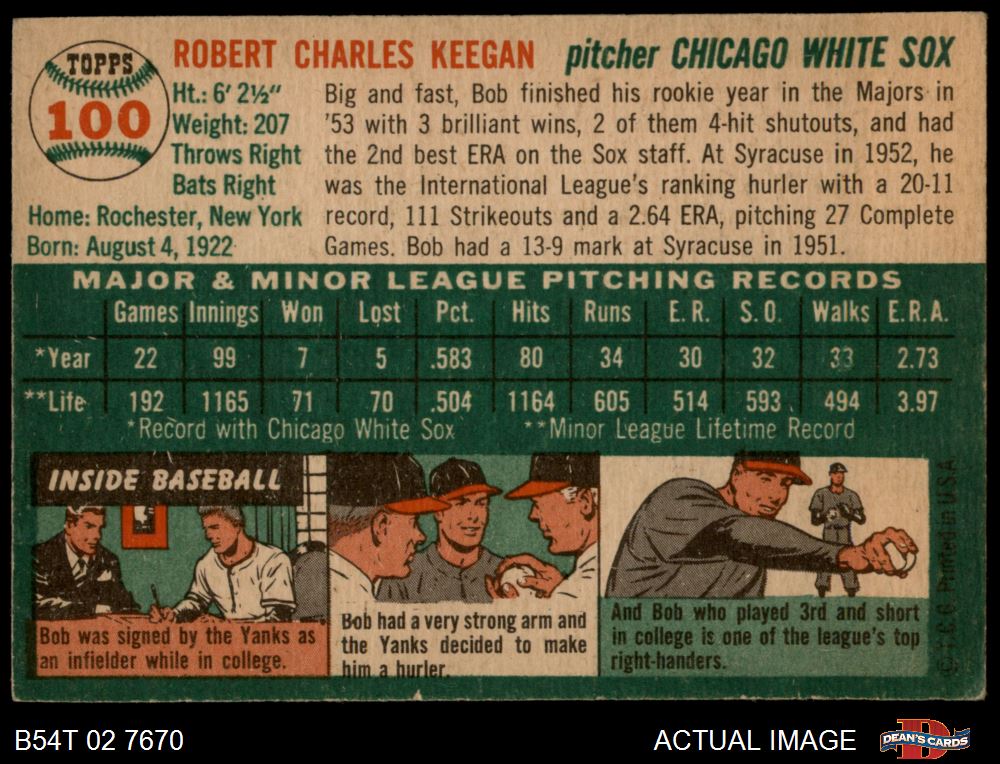 TOPPS
100
ROBERT CHARLES KEEGAN pitcher CHICAGO WHITE SOX
Ht.: 6' 2½"
Weight: 207
Throws Right
Bats Right
Home: Rochester, New York
Born: August 4, 1922
Big and fast, Bob finished his rookie year in the Majors in
'53 with 3 brilliant wins, 2 of them 4-hit shutouts, and had
the 2nd best ERA on the Sox staff. At Syracuse in 1952, he
was the International League's ranking hurler with a 20-11
record, 111 Strikeouts and a 2.64 ERA, pitching 27 Complete
Games. Bob had a 13-9 mark at Syracuse in 1951.
MAJOR & MINOR LEAGUE PITCHING RECORDS
Games Innings Won Lost Pct. Hits Runs E. R. S. O. Walks E. R. A.
*Year 22 99 7 5 .583 80 34 30 32 33 2.73
**Life 192 1165 71 70 .504 1164 605 514 593 494 3.97
*Record with Chicago White Sox **Minor League Lifetime Record
INSIDE BASEBALL
Bob was signed by the Yanks as
an infielder while in college.
Bob had a very strong arm and
the Yanks decided to make
him a hurler.
And Bob who played 3rd and short
in college is one of the league's top
right-handers.
© T.C.G. Printed in U.S.A.
B54T 02 7670
ACTUAL IMAGE
D
DEAN'S CARDS